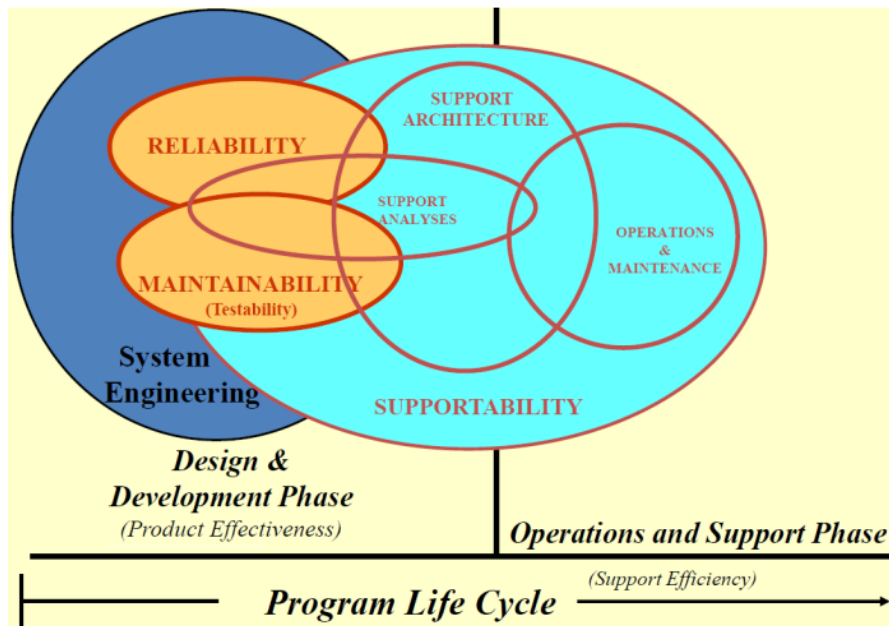 SUPPORT
ARCHITECTURE
RELIABILITY
SUPPORT
ANALYSES
OPERATIONS
&
MAINTENANCE
MAINTAINABILITY
(Testability)
System
Engineering
SUPPORTABILITY
Design &
Development Phase
(Product Effectiveness)
Operations and Support Phase
(Support Efficiency)
Program Life Cycle